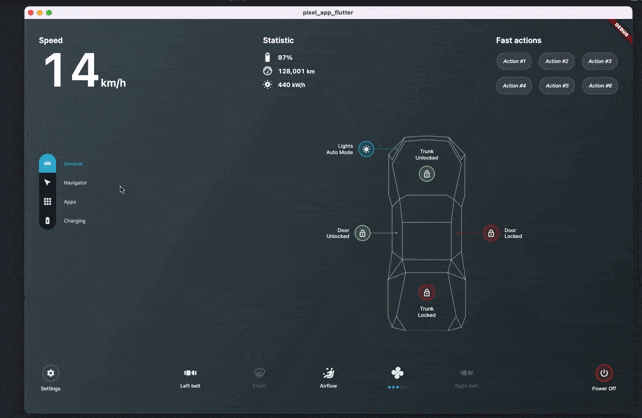 pixel_app_flutter
DEBUG
Speed
14 km/h
Statistic
97%
128,001 km
440 kW/h
Fast actions
Action #1
Action #2
Action #3
Action #4
Action #5
Action #6
General
Navigator
Apps
Charging
Lights
Auto Mode
Trunk
Unlocked
Door
Unlocked
Door
Locked
Trunk
Locked
Settings
Left belt
Front
Airflow
Right belt
Power Off